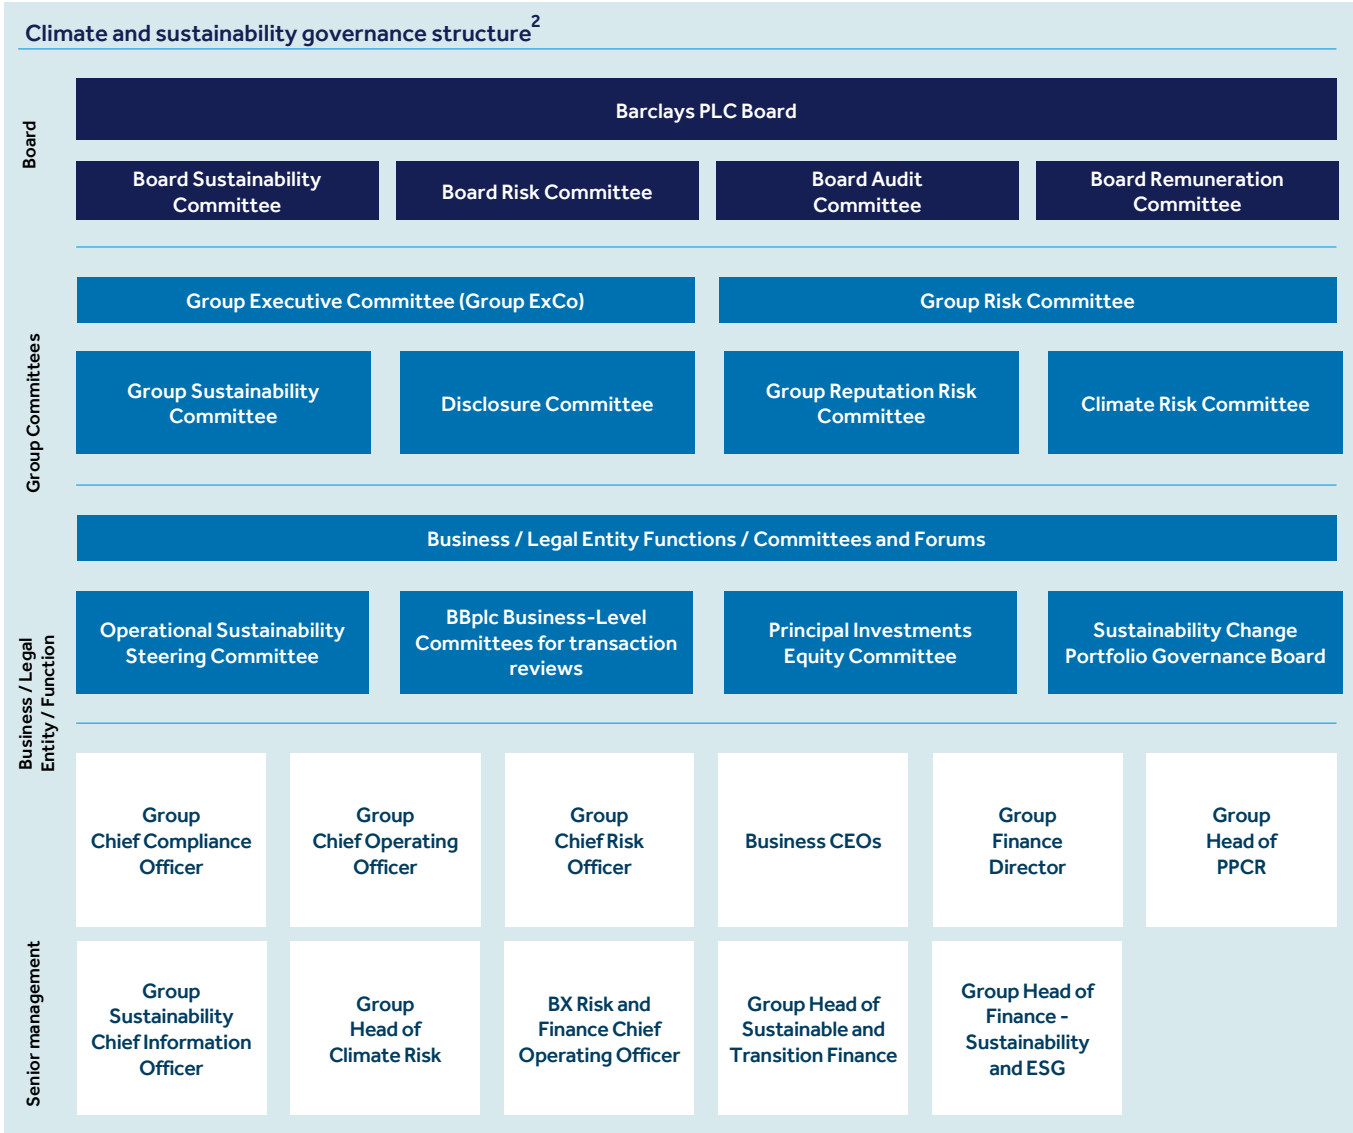 Climate and sustainability governance structure2
Board
Barclays PLC Board
Board Sustainability
Committee
Board Risk Committee
Board Audit
Committee
Board Remuneration
Committee
Group Committees
Group Executive Committee (Group ExCo)
Group Risk Committee
Group Sustainability
Committee
Disclosure Committee
Group Reputation Risk
Committee
Climate Risk Committee
Business / Legal
Entity / Function
Business / Legal Entity Functions / Committees and Forums
Operational Sustainability
Steering Committee
BBplc Business-Level
Committees for transaction
reviews
Principal Investments
Equity Committee
Sustainability Change
Portfolio Governance Board
Senior management
Group
Chief Compliance
Officer
Group
Chief Operating
Officer
Group
Chief Risk
Officer
Business CEOs
Group
Finance
Director
Group
Head of
PPCR
Group
Sustainability
Chief Information
Officer
Group
Head of
Climate Risk
BX Risk and
Finance Chief
Operating Officer
Group Head of
Sustainable and
Transition Finance
Group Head of
Finance -
Sustainability
and ESG